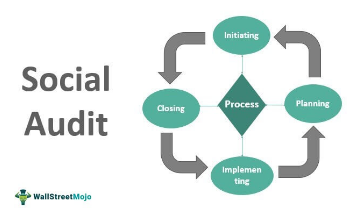 Social
Audit
Initiating
Closing
Process
Planning
Implemen
ting
WallStreetMojo